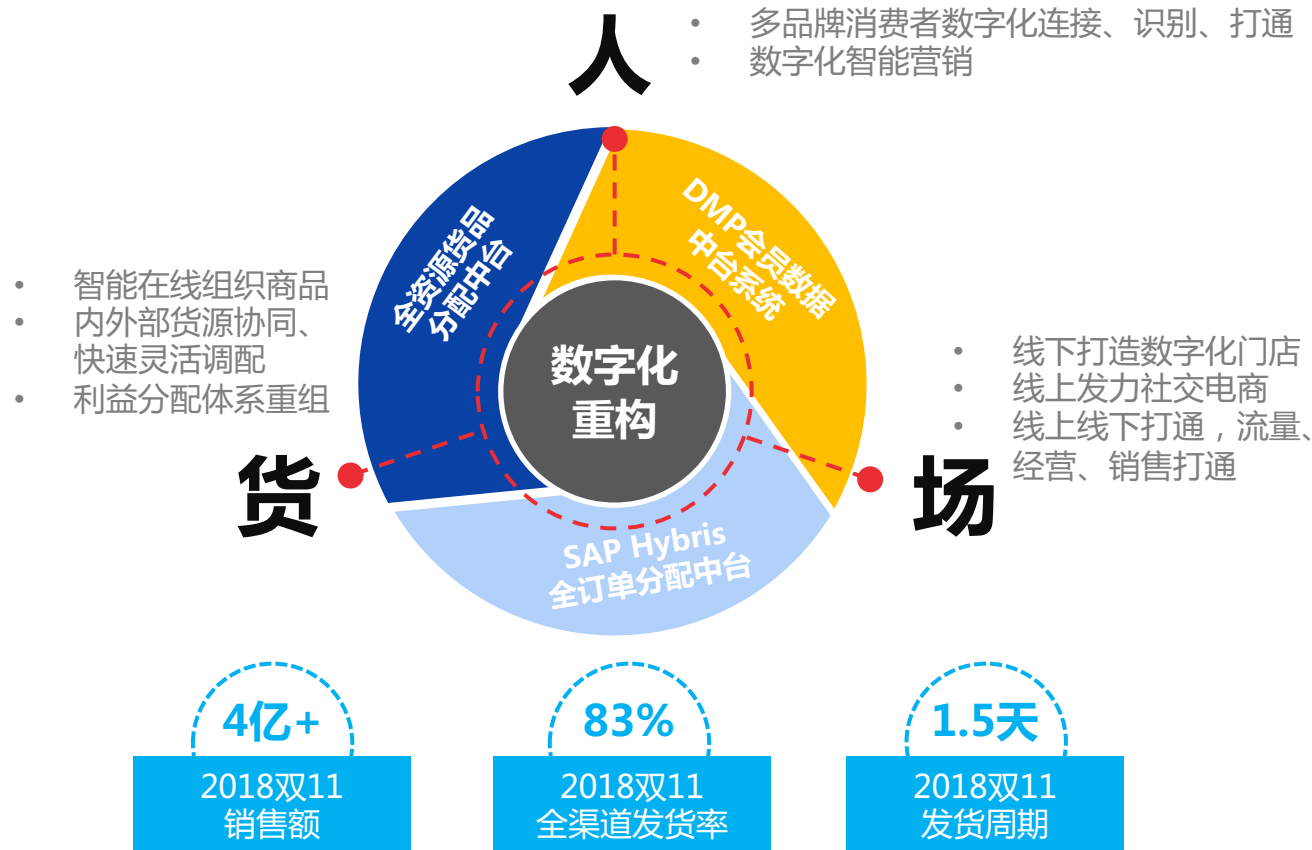 人
• 多品牌消费者数字化连接、识别、打通
• 数字化智能营销
全资源货品
分配中台
DMP会员数据
中台系统
• 智能在线组织商品
• 内外部货源协同、
快速灵活调配
• 利益分配体系重组
数字化
重构
• 线下打造数字化门店
• 线上发力社交电商
• 线上线下打通，流量、
经营、销售打通
货
场
SAP Hybris
全订单分配中台
4亿+
2018双11
销售额
83%
2018双11
全渠道发货率
1.5天
2018双11
发货周期